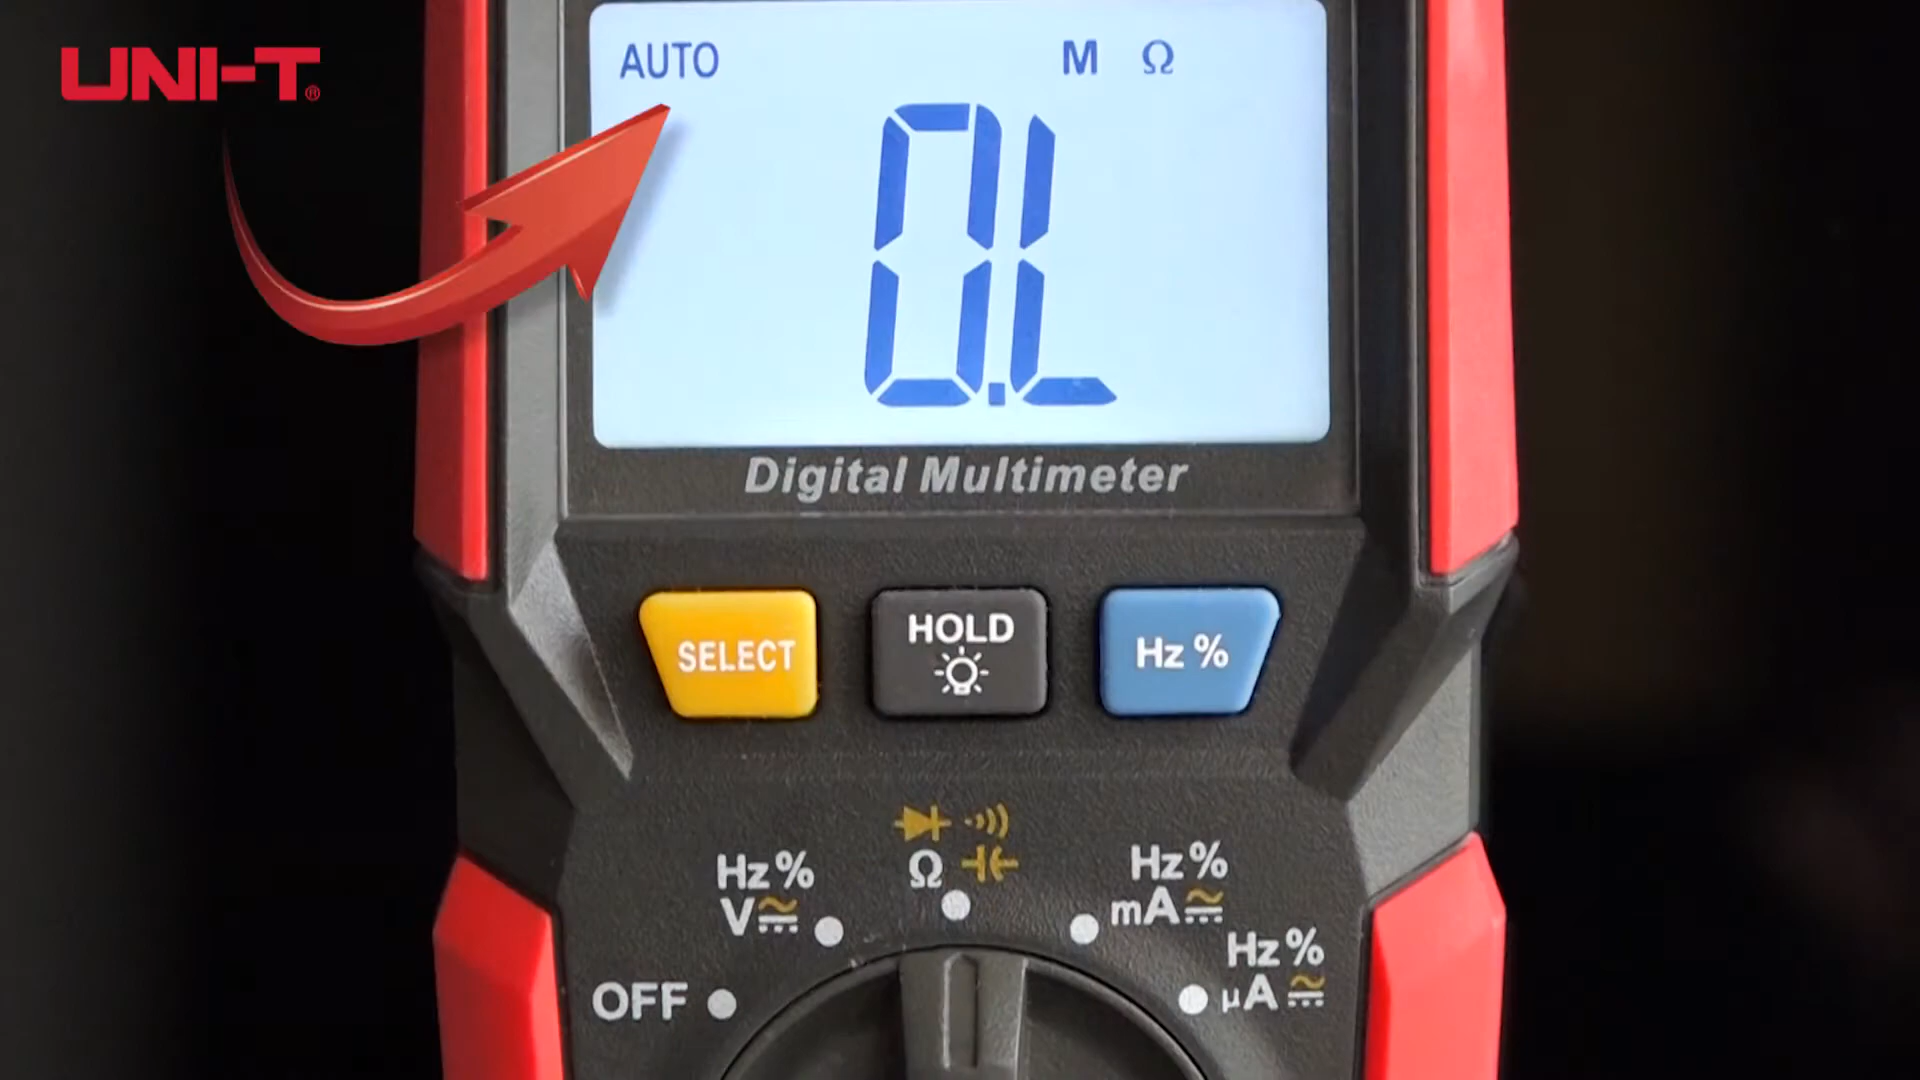 UNI-T®
AUTO M Ω
0.L
Digital Multimeter
SELECT
HOLD
Hz %
Hz %
V
Ω
Hz %
mA
Hz %
µA
OFF